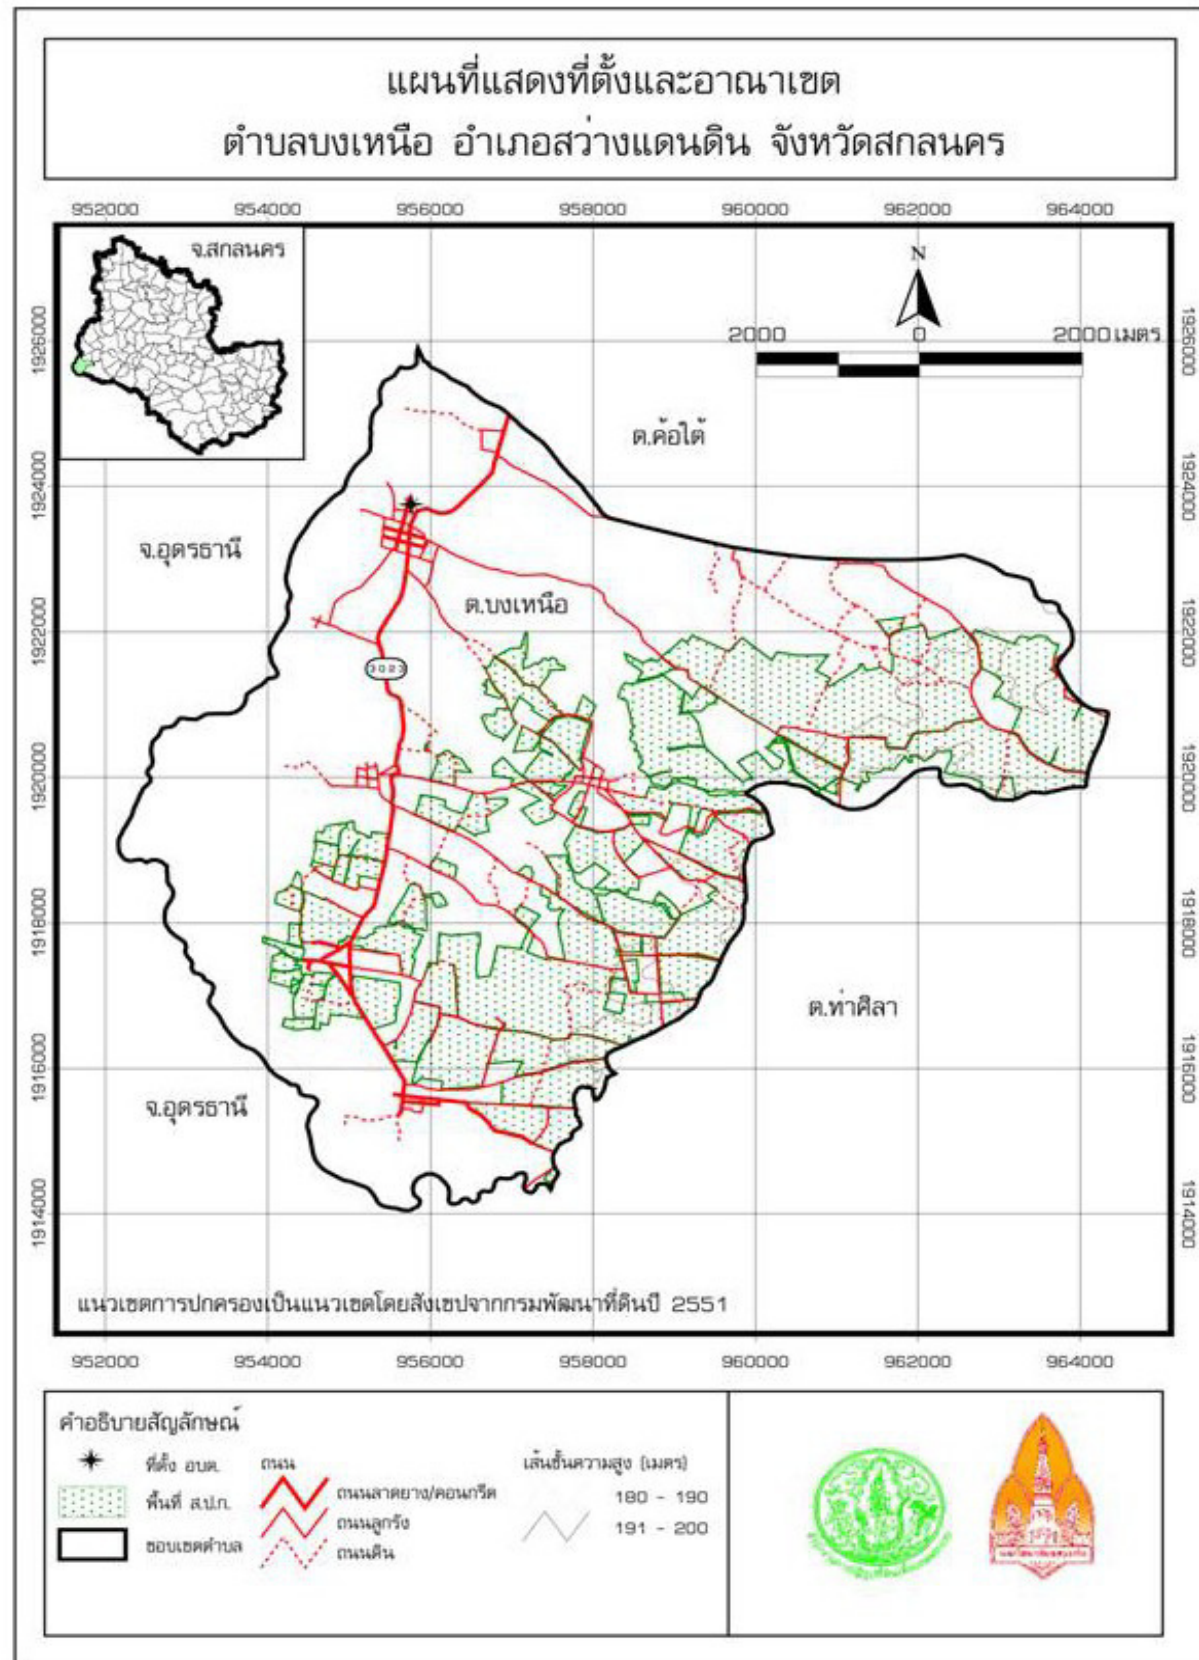 แผนที่แสดงที่ตั้งและอาณาเขต
ตำบลบงเหนือ อำเภอสว่างแดนดิน จังหวัดสกลนคร
952000 954000 956000 958000 960000 962000 964000
จ.สกลนคร
N
2000 0 2000 เมตร
1926000 1926000
ต.ค้อใต้
1924000 1924000
จ.อุดรธานี
ต.บงเหนือ
1922000 1922000
3023
1920000 1920000
1918000 1918000
ต.ท่าศิลา
1916000 1916000
จ.อุดรธานี
1914000 1914000
แนวเขตการปกครองเป็นแนวเขตโดยสังเขปจากกรมพัฒนาที่ดินปี 2551
952000 954000 956000 958000 960000 962000 964000
คำอธิบายสัญลักษณ์
ที่ตั้ง อบต.
พื้นที่ ส.ป.ก.
ขอบเขตตำบล
ถนน
ถนนลาดยาง/คอนกรีต
ถนนลูกรัง
ถนนดิน
เส้นชั้นความสูง (เมตร)
180 - 190
191 - 200